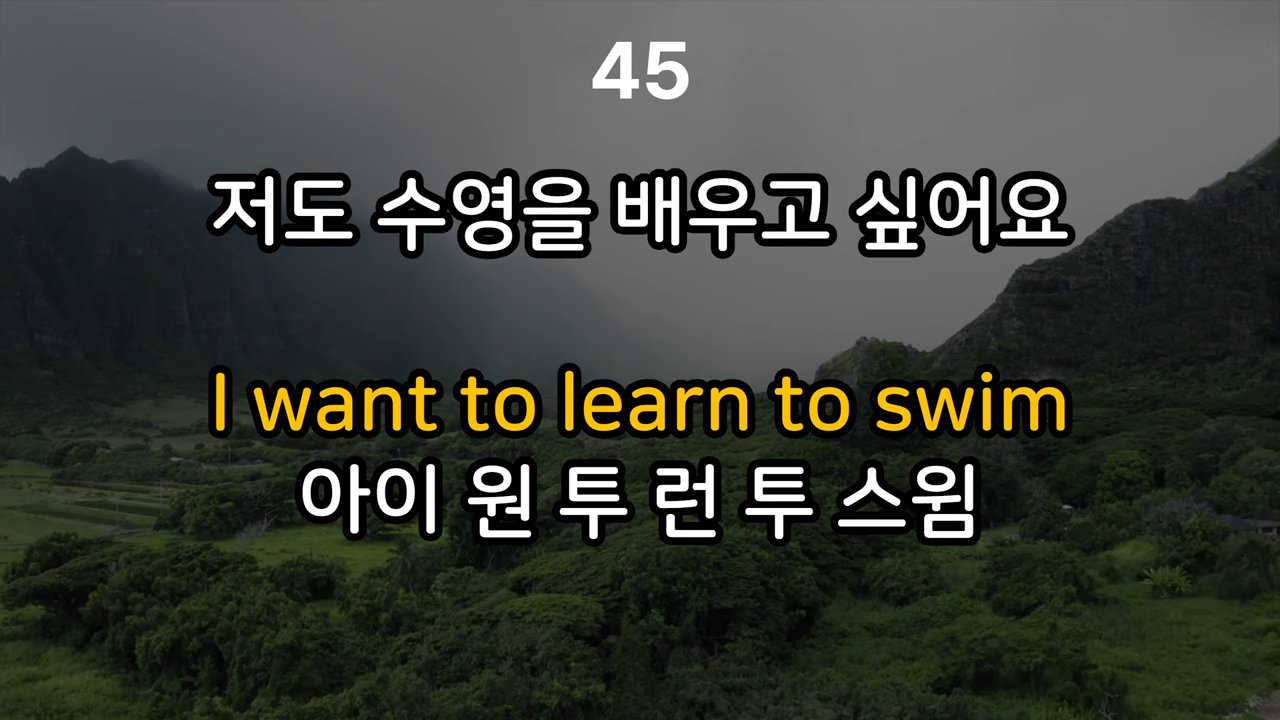 45
저도 수영을 배우고 싶어요
I want to learn to swim
아이 원 투 런 투 스윔